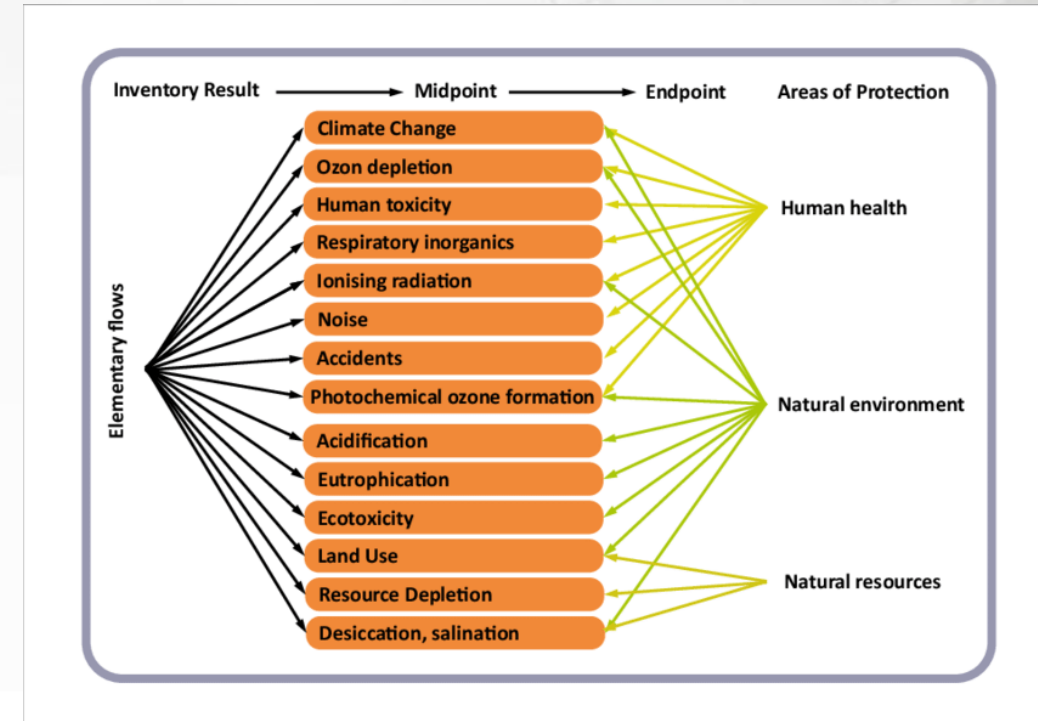 Inventory Result Midpoint Endpoint Areas of Protection
Climate Change
Ozon depletion
Human toxicity
Respiratory inorganics
Ionising radiation
Noise
Accidents
Photochemical ozone formation
Acidification
Eutrophication
Ecotoxicity
Land Use
Resource Depletion
Desiccation, salination
Elementary flows
Human health
Natural environment
Natural resources